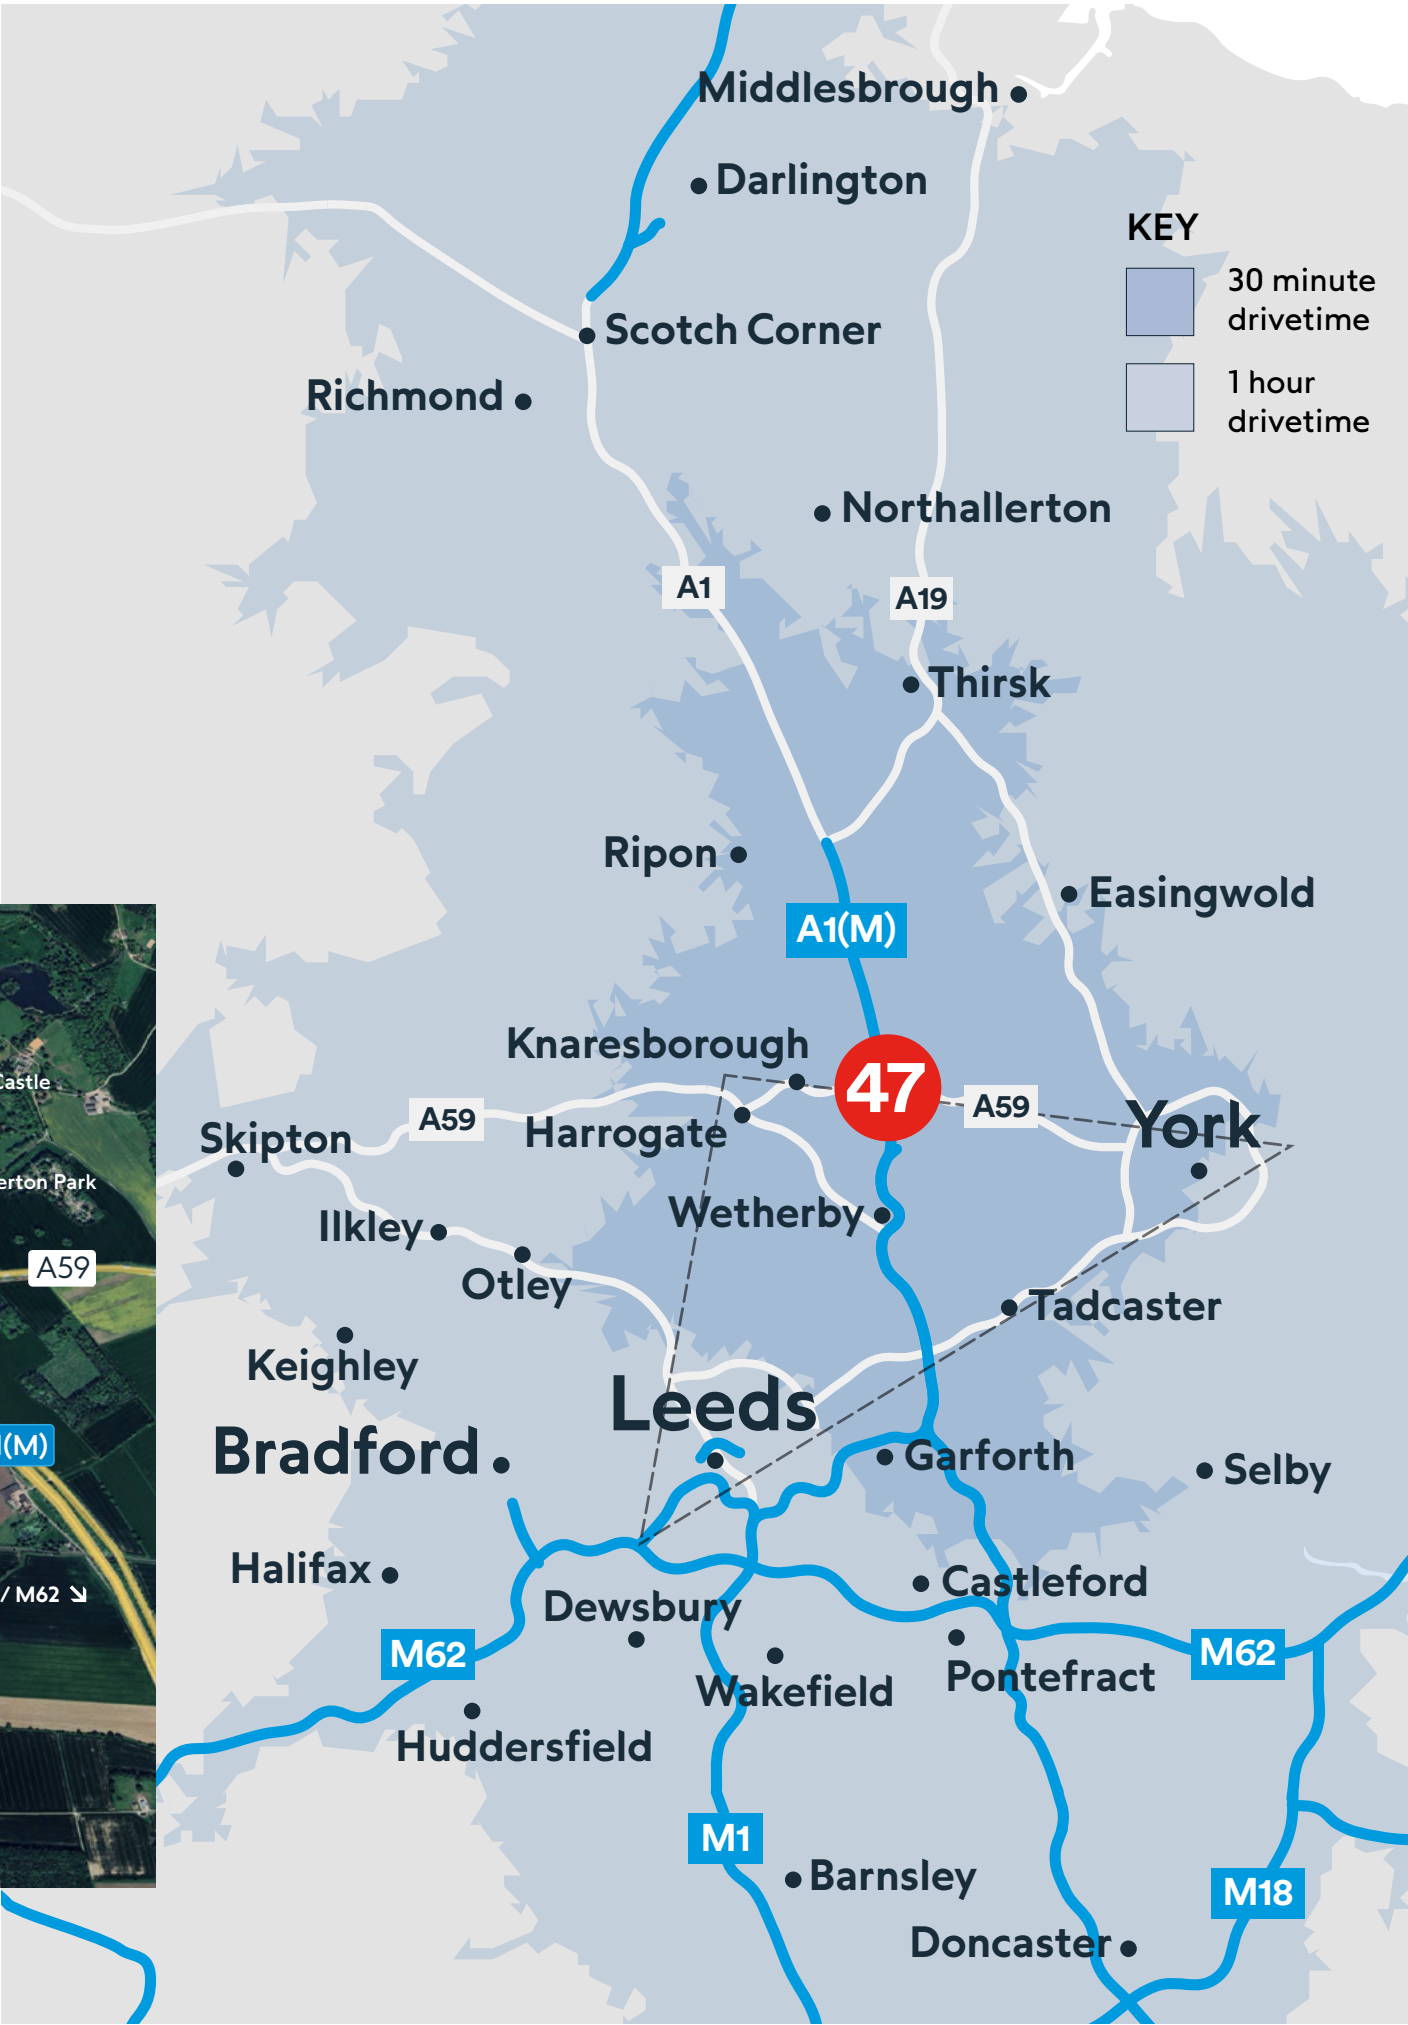 Middlesbrough
Darlington
KEY
30 minute
drivetime
1 hour
drivetime
Scotch Corner
Richmond
Northallerton
A1
A19
Thirsk
Ripon
Easingwold
A1(M)
Knaresborough
47
A59
A59
Harrogate
York
Skipton
Wetherby
Ilkley
Otley
Tadcaster
Keighley
Leeds
Bradford
Garforth
Selby
Halifax
Castleford
Dewsbury
M62
M62
Pontefract
Wakefield
Huddersfield
M1
Barnsley
M18
Doncaster
Castle
erton Park
A59
(M)
/ M62 ↘